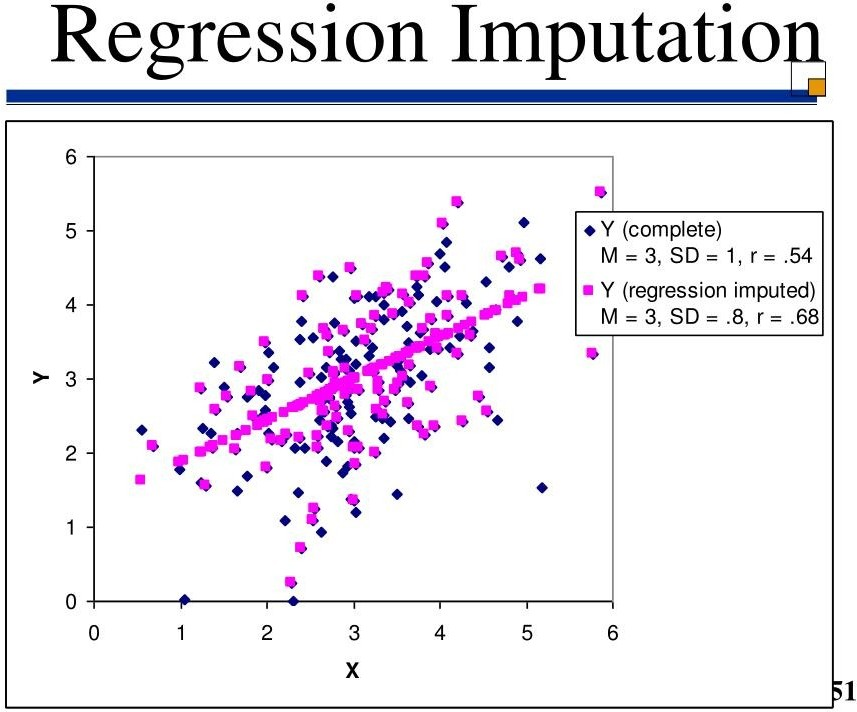 Regression Imputation
6
5
4
3
2
1
0
Y
0 1 2 3 4 5 6
X
Y (complete)
M = 3, SD = 1, r = .54
Y (regression imputed)
M = 3, SD = .8, r = .68
51